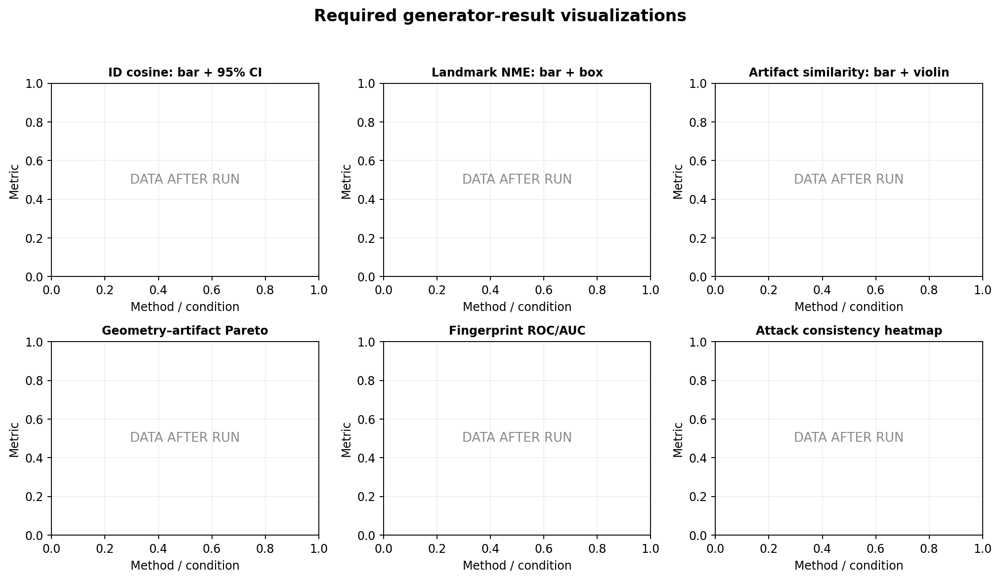 Required generator-result visualizations
ID cosine: bar + 95% CI
1.0
0.8
0.6
0.4
0.2
0.0
Metric
DATA AFTER RUN
0.0 0.2 0.4 0.6 0.8 1.0
Method / condition
Landmark NME: bar + box
1.0
0.8
0.6
0.4
0.2
0.0
Metric
DATA AFTER RUN
0.0 0.2 0.4 0.6 0.8 1.0
Method / condition
Artifact similarity: bar + violin
1.0
0.8
0.6
0.4
0.2
0.0
Metric
DATA AFTER RUN
0.0 0.2 0.4 0.6 0.8 1.0
Method / condition
Geometry–artifact Pareto
1.0
0.8
0.6
0.4
0.2
0.0
Metric
DATA AFTER RUN
0.0 0.2 0.4 0.6 0.8 1.0
Method / condition
Fingerprint ROC/AUC
1.0
0.8
0.6
0.4
0.2
0.0
Metric
DATA AFTER RUN
0.0 0.2 0.4 0.6 0.8 1.0
Method / condition
Attack consistency heatmap
1.0
0.8
0.6
0.4
0.2
0.0
Metric
DATA AFTER RUN
0.0 0.2 0.4 0.6 0.8 1.0
Method / condition